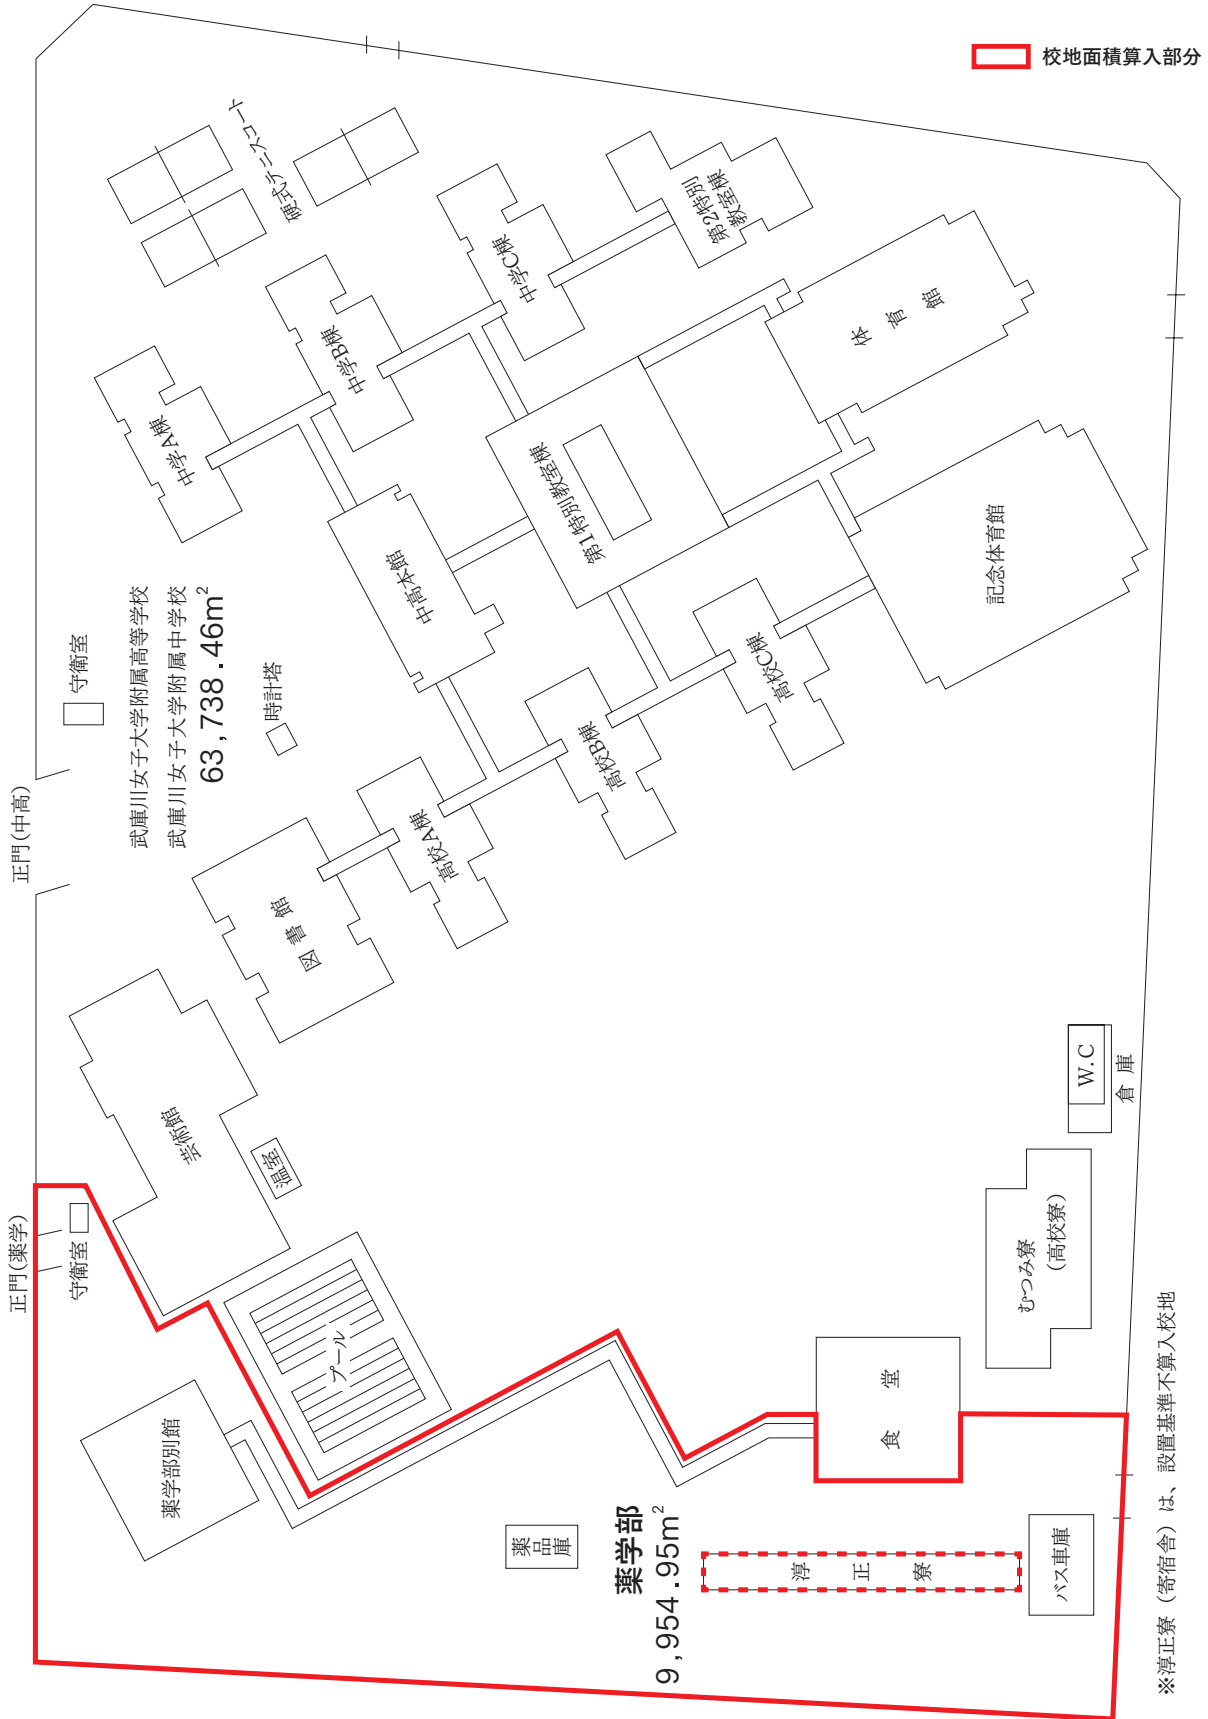 校地面積算入部分
硬式テニスコート
中学A棟
中学B棟
中学C棟
第2特別
教室棟
体育館
記念体育館
第1特別教室棟
中高本館
高校A棟
高校B棟
高校C棟
守衛室
武庫川女子大学附属高等学校
武庫川女子大学附属中学校
63,738.46m²
時計塔
正門(中高)
図書館
芸術館
温室
正門(薬学)
守衛室
プール
薬学部別館
薬品庫
薬学部
9,954.95m²
淳正寮
バス車庫
食堂
むつみ寮
(高校寮)
W.C
倉庫
※淳正寮（寄宿舎）は、設置基準不算入校地